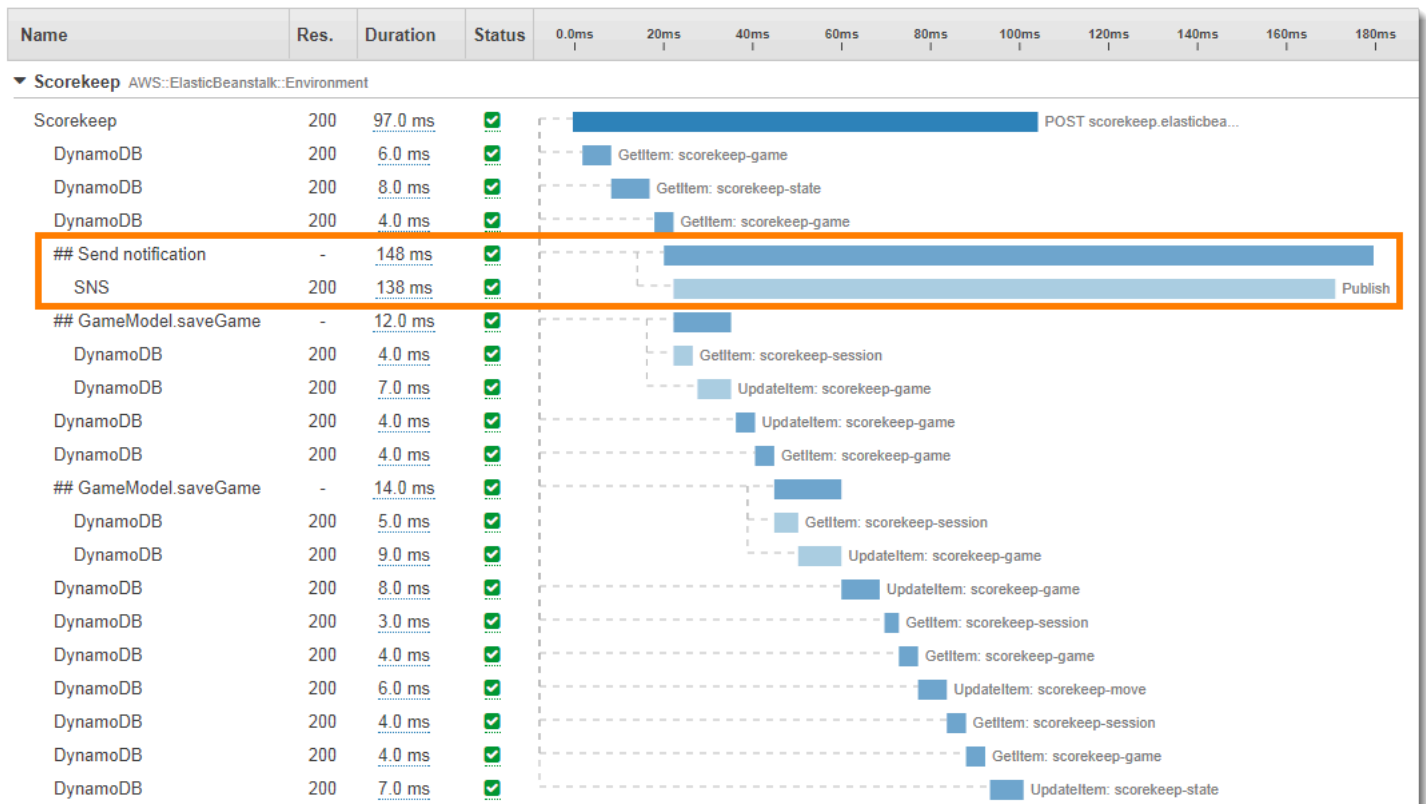 Name Res. Duration Status 0.0ms 20ms 40ms 60ms 80ms 100ms 120ms 140ms 160ms 180ms
Scorekeep AWS::ElasticBeanstalk::Environment
Scorekeep 200 97.0 ms POST scorekeep.elasticbea...
DynamoDB 200 6.0 ms GetItem: scorekeep-game
DynamoDB 200 8.0 ms GetItem: scorekeep-state
DynamoDB 200 4.0 ms GetItem: scorekeep-game
## Send notification - 148 ms
SNS 200 138 ms Publish
## GameModel.saveGame - 12.0 ms
DynamoDB 200 4.0 ms GetItem: scorekeep-session
DynamoDB 200 7.0 ms UpdateItem: scorekeep-game
DynamoDB 200 4.0 ms UpdateItem: scorekeep-game
DynamoDB 200 4.0 ms GetItem: scorekeep-game
## GameModel.saveGame - 14.0 ms
DynamoDB 200 5.0 ms GetItem: scorekeep-session
DynamoDB 200 9.0 ms UpdateItem: scorekeep-game
DynamoDB 200 8.0 ms UpdateItem: scorekeep-game
DynamoDB 200 3.0 ms GetItem: scorekeep-session
DynamoDB 200 4.0 ms GetItem: scorekeep-game
DynamoDB 200 6.0 ms UpdateItem: scorekeep-move
DynamoDB 200 4.0 ms GetItem: scorekeep-session
DynamoDB 200 4.0 ms GetItem: scorekeep-game
DynamoDB 200 7.0 ms UpdateItem: scorekeep-state